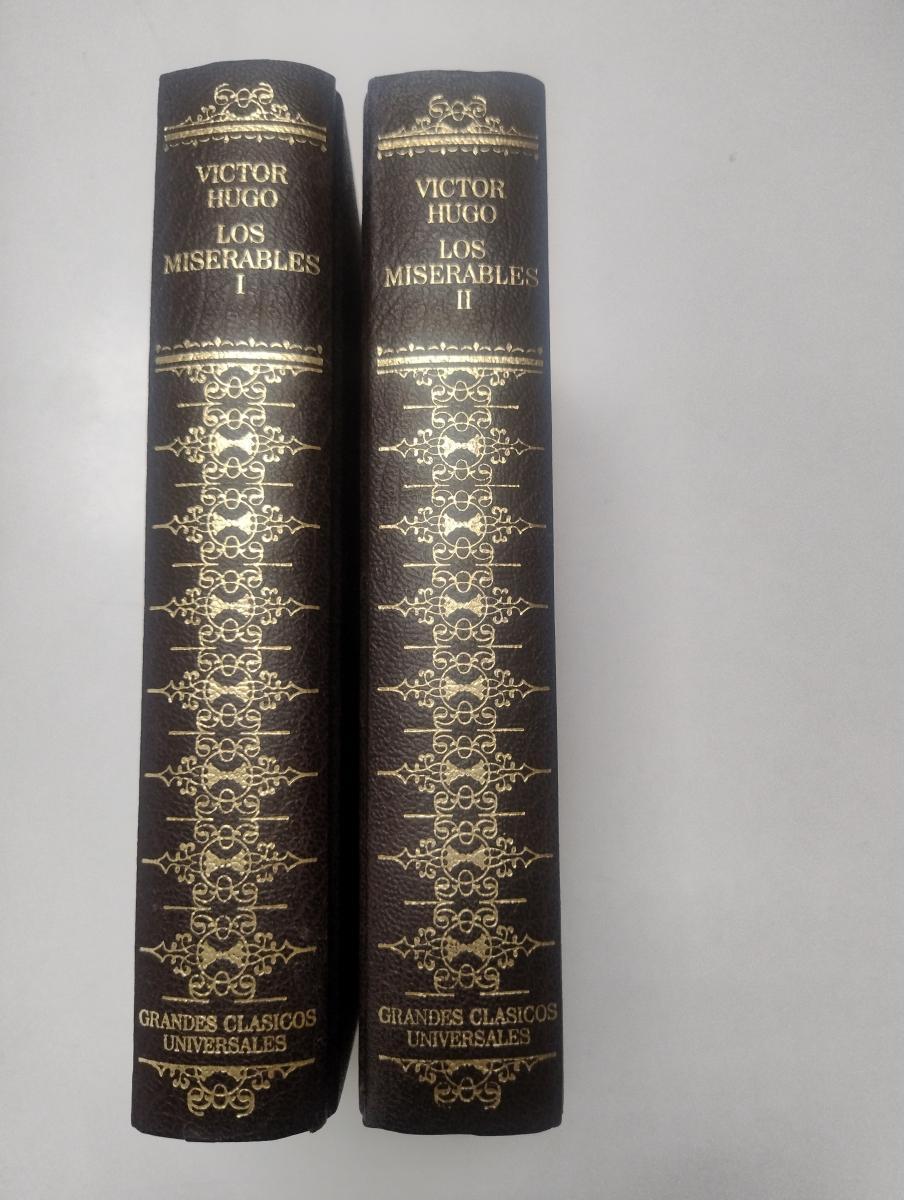 VICTOR
HUGO
LOS
MISERABLES
I
GRANDES CLASICOS
UNIVERSALES
VICTOR
HUGO
LOS
MISERABLES
II
GRANDES CLASICOS
UNIVERSALES